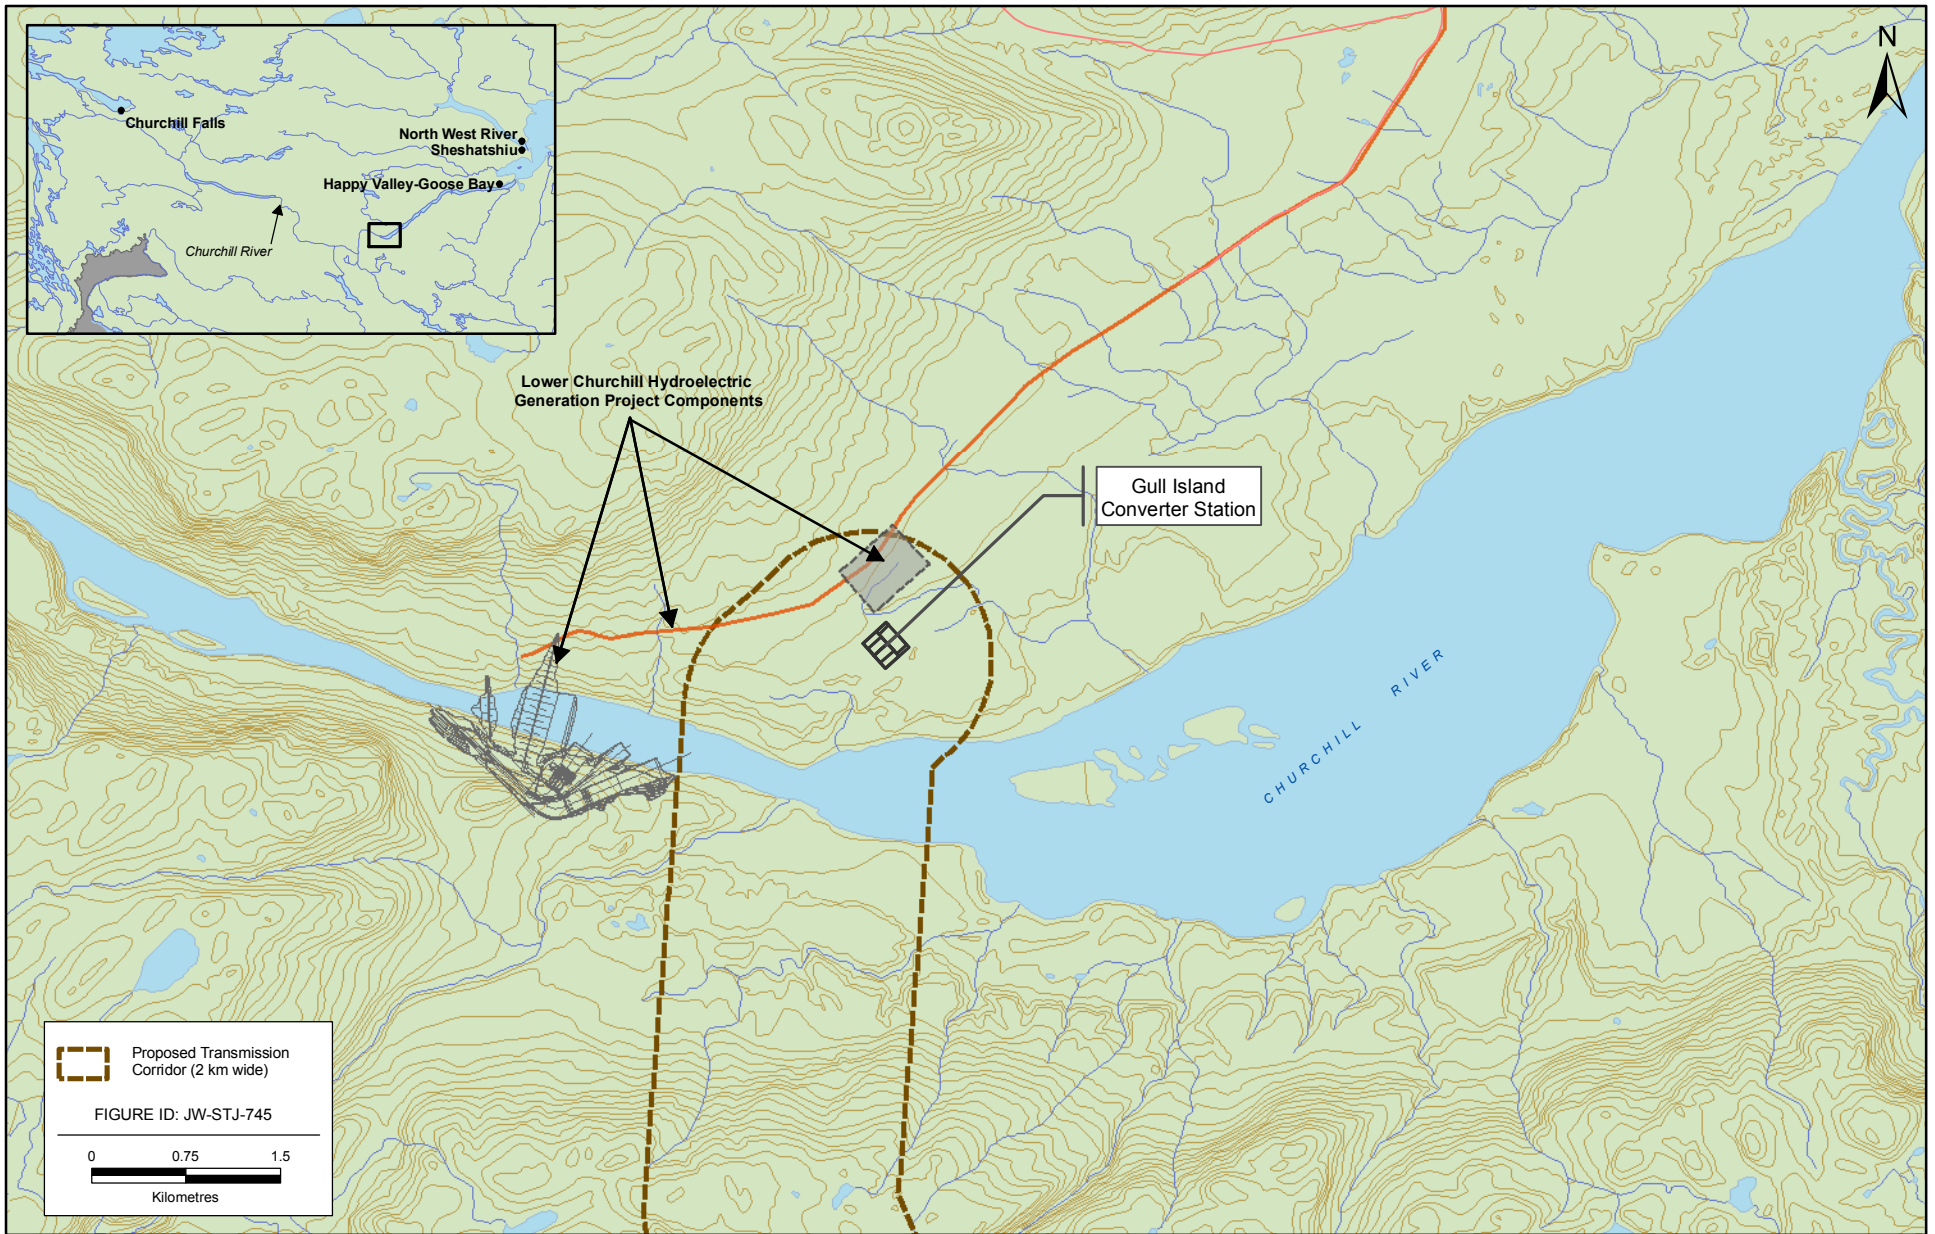 Churchill Falls
North West River
Sheshatshiu
Happy Valley-Goose Bay
Churchill River
N
Lower Churchill Hydroelectric
Generation Project Components
Gull Island
Converter Station
CHURCHILL RIVER
Proposed Transmission
Corridor (2 km wide)
FIGURE ID: JW-STJ-745
0 0.75 1.5
Kilometres